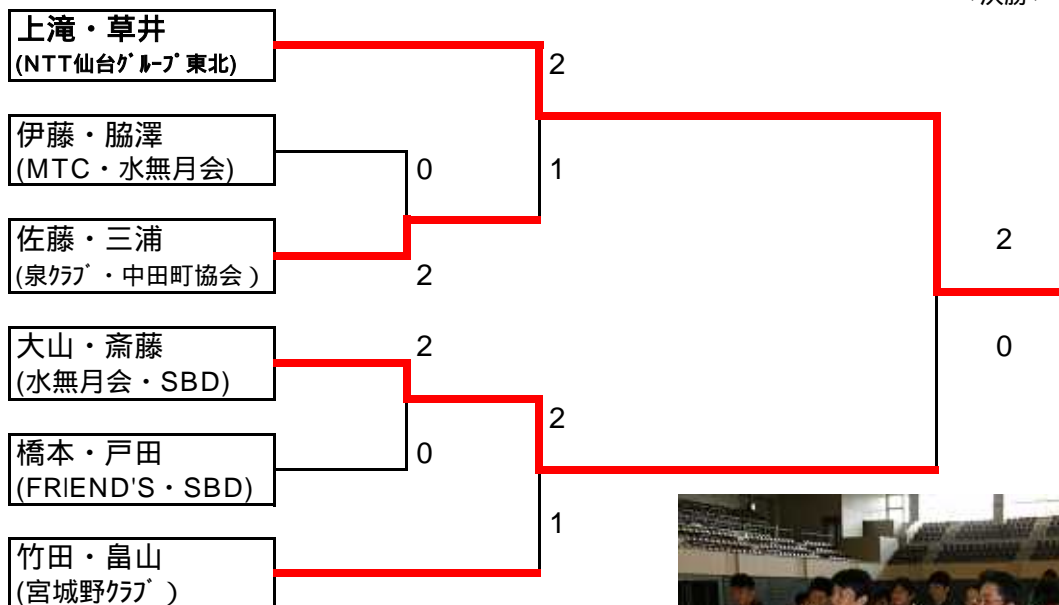 上滝・草井
(NTT仙台ｸﾞﾙｰﾌﾟ東北)
2
伊藤・脇澤
(MTC・水無月会)
0
1
佐藤・三浦
(泉ｸﾗﾌﾞ・中田町協会)
2
2
大山・斎藤
(水無月会・SBD)
2
0
2
橋本・戸田
(FRIEND'S・SBD)
0
1
竹田・畠山
(宮城野ｸﾗﾌﾞ)